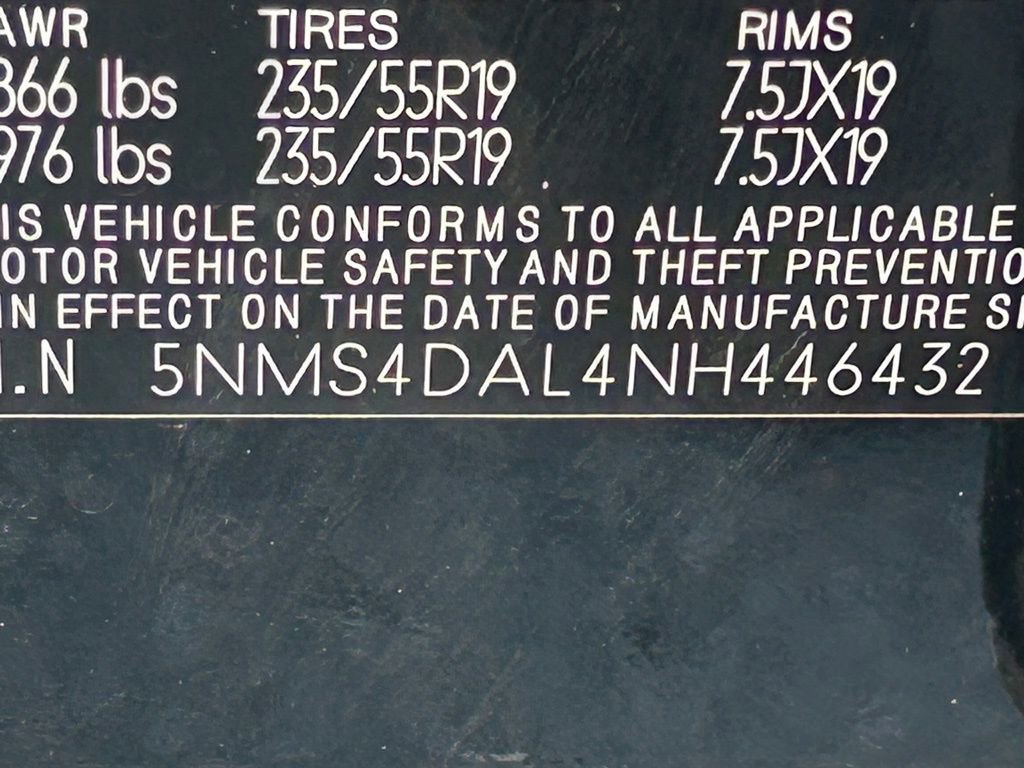 AWR TIRES RIMS
866 lbs 235/55R19 7.5JX19
976 lbs 235/55R19 7.5JX19
IS VEHICLE CONFORMS TO ALL APPLICABLE
OTOR VEHICLE SAFETY AND THEFT PREVENTIO
IN EFFECT ON THE DATE OF MANUFACTURE S
I.N 5NMS4DAL4NH446432